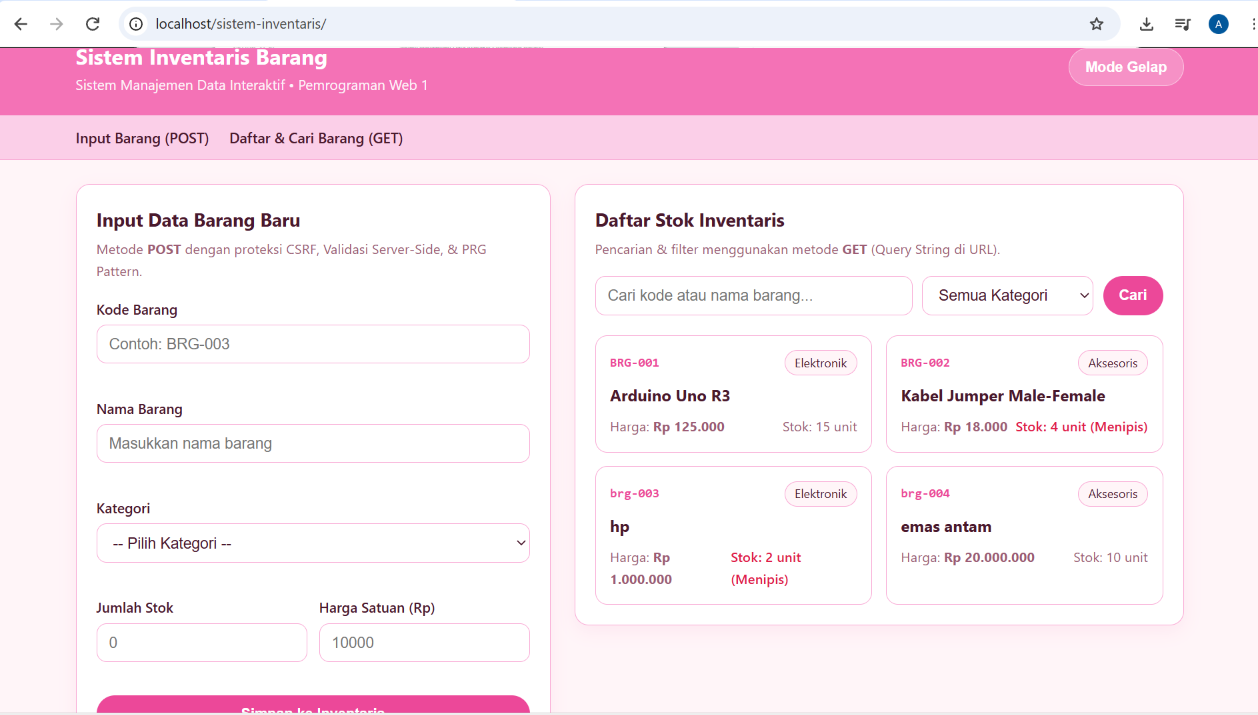 localhost/sistem-inventaris/
A
Sistem Inventaris Barang
Sistem Manajemen Data Interaktif • Pemrograman Web 1
Mode Gelap
Input Barang (POST)
Daftar & Cari Barang (GET)
Input Data Barang Baru
Metode POST dengan proteksi CSRF, Validasi Server-Side, & PRG
Pattern.
Kode Barang
Contoh: BRG-003
Nama Barang
Masukkan nama barang
Kategori
-- Pilih Kategori --
Jumlah Stok
Harga Satuan (Rp)
0
10000
Simpan ke Inventaris
Daftar Stok Inventaris
Pencarian & filter menggunakan metode GET (Query String di URL).
Cari kode atau nama barang...
Semua Kategori
Cari
BRG-001
Elektronik
Arduino Uno R3
Harga: Rp 125.000
Stok: 15 unit
BRG-002
Aksesoris
Kabel Jumper Male-Female
Harga: Rp 18.000
Stok: 4 unit (Menipis)
brg-003
Elektronik
hp
Harga: Rp
1.000.000
Stok: 2 unit
(Menipis)
brg-004
Aksesoris
emas antam
Harga: Rp 20.000.000
Stok: 10 unit